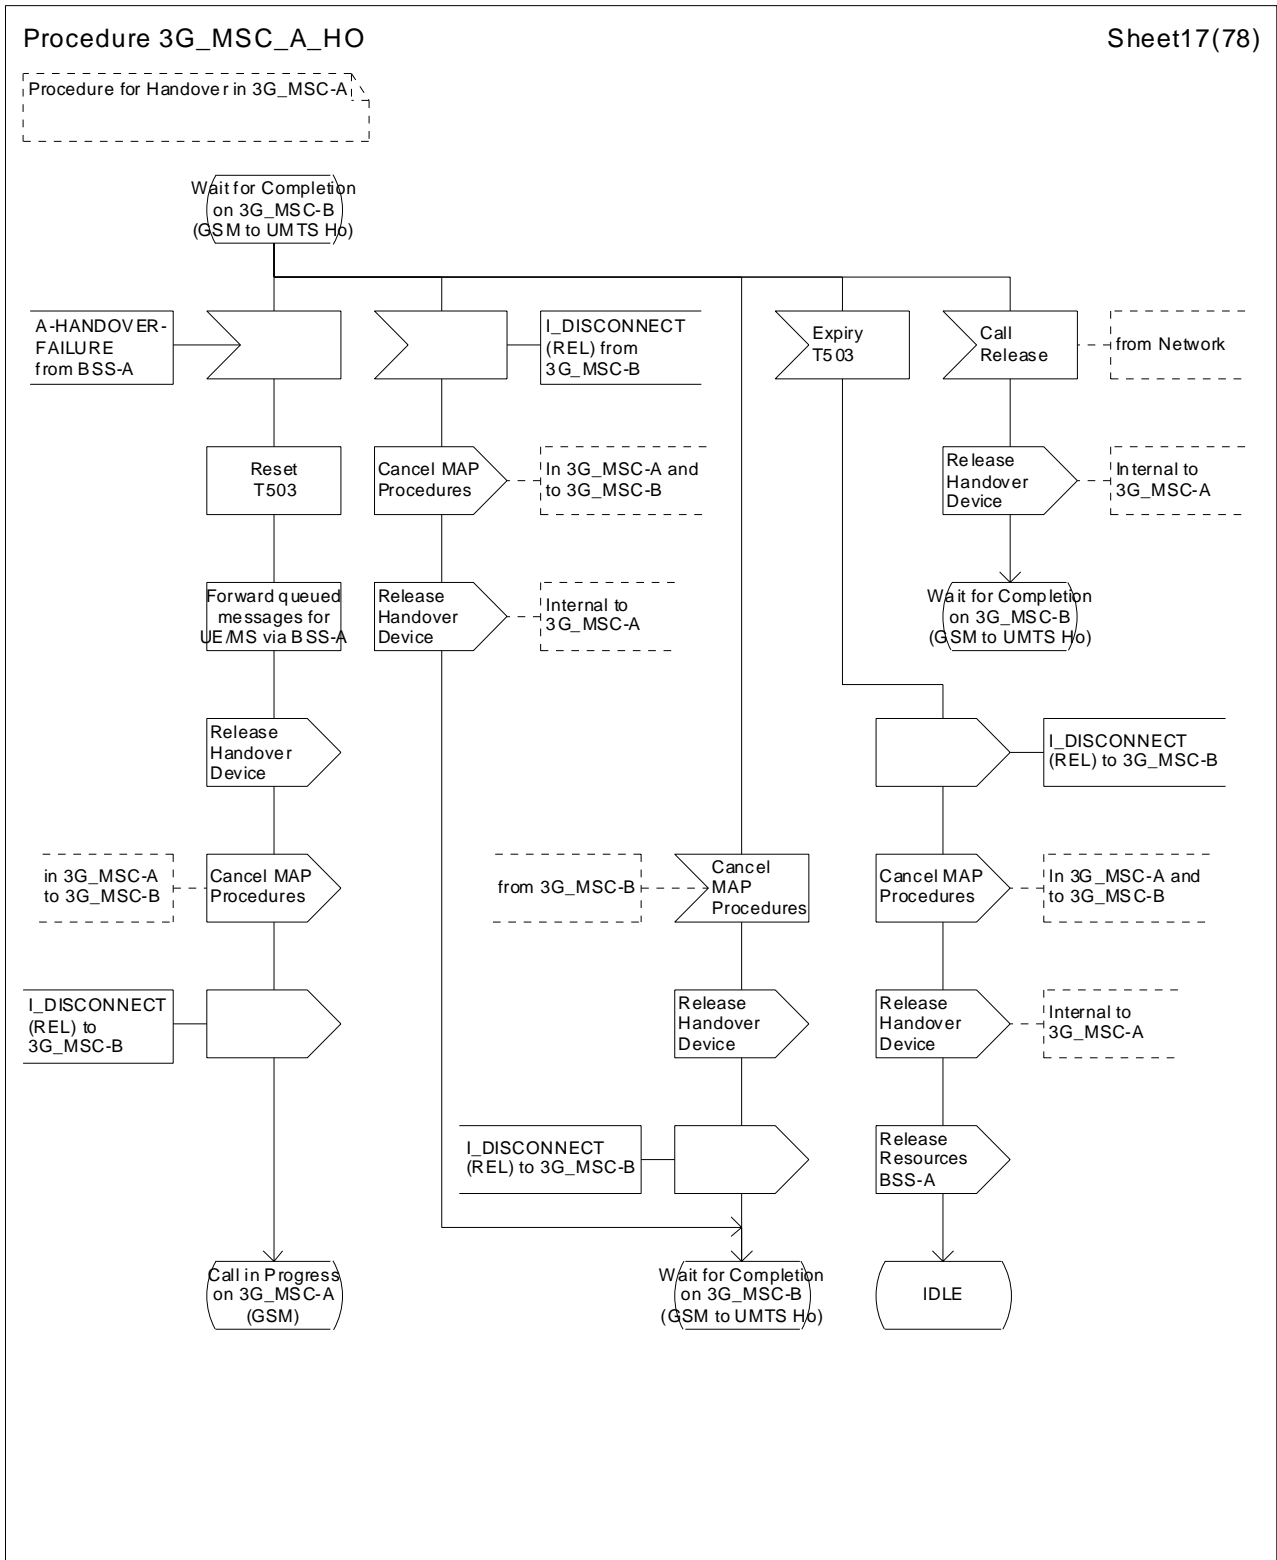 Procedure 3G_MSC_A_HO
Sheet17(78)
Procedure for Handover in 3G_MSC-A
Wait for Completion
on 3G_MSC-B
(GSM to UMTS Ho)
A-HANDOVER-
FAILURE
from BSS-A
I_DISCONNECT
(REL) from
3G_MSC-B
Expiry
T503
Call
Release
from Network
Reset
T503
Cancel MAP
Procedures
In 3G_MSC-A and
to 3G_MSC-B
Release
Handover
Device
Internal to
3G_MSC-A
Forward queued
messages for
UE/MS via BSS-A
Release
Handover
Device
Internal to
3G_MSC-A
Wait for Completion
on 3G_MSC-B
(GSM to UMTS Ho)
Release
Handover
Device
I_DISCONNECT
(REL) to 3G_MSC-B
in 3G_MSC-A
to 3G_MSC-B
Cancel MAP
Procedures
from 3G_MSC-B
Cancel
MAP
Procedures
Cancel MAP
Procedures
In 3G_MSC-A and
to 3G_MSC-B
I_DISCONNECT
(REL) to
3G_MSC-B
Release
Handover
Device
Release
Handover
Device
Internal to
3G_MSC-A
I_DISCONNECT
(REL) to 3G_MSC-B
Release
Resources
BSS-A
Call in Progress
on 3G_MSC-A
(GSM)
Wait for Completion
on 3G_MSC-B
(GSM to UMTS Ho)
IDLE